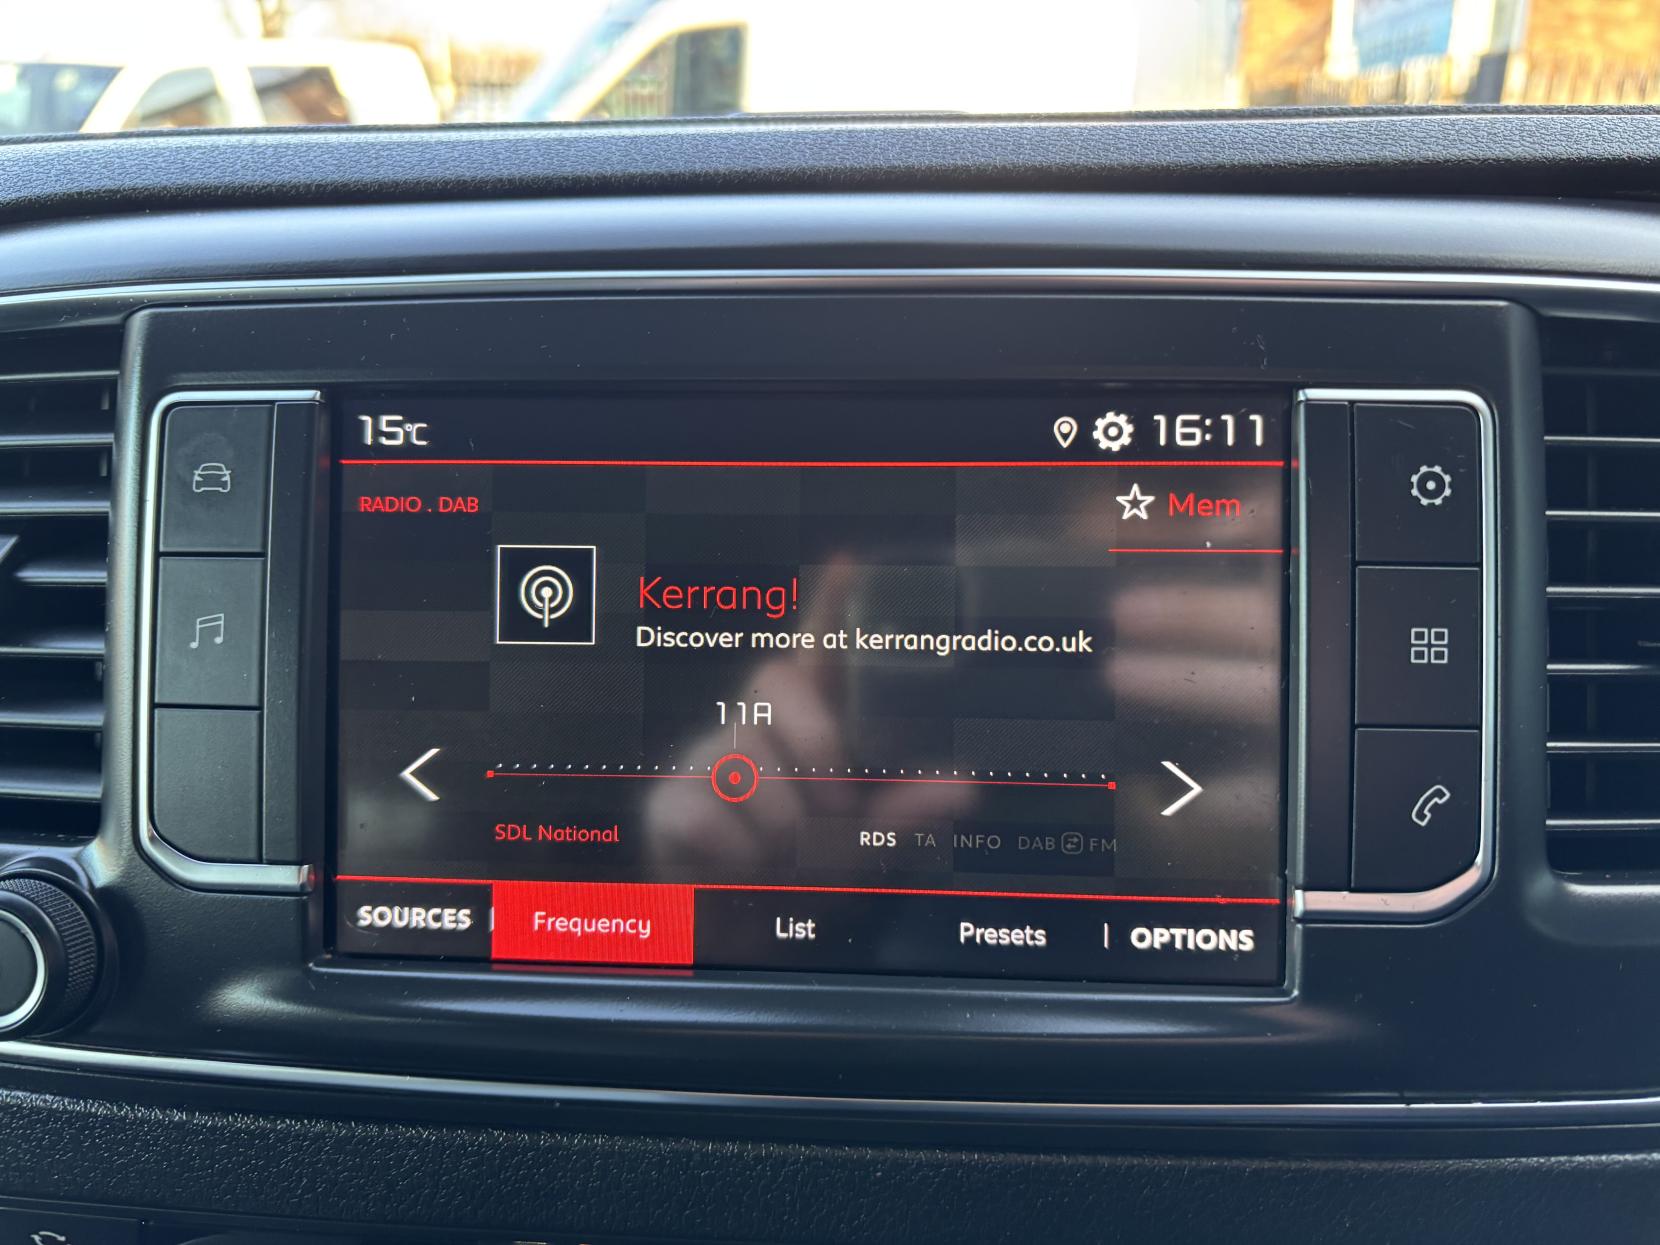 15°C
16:11
RADIO . DAB
Mem
Kerrang!
Discover more at kerrangradio.co.uk
11A
SDL National
RDS TA INFO DAB FM
SOURCES | Frequency List Presets | OPTIONS